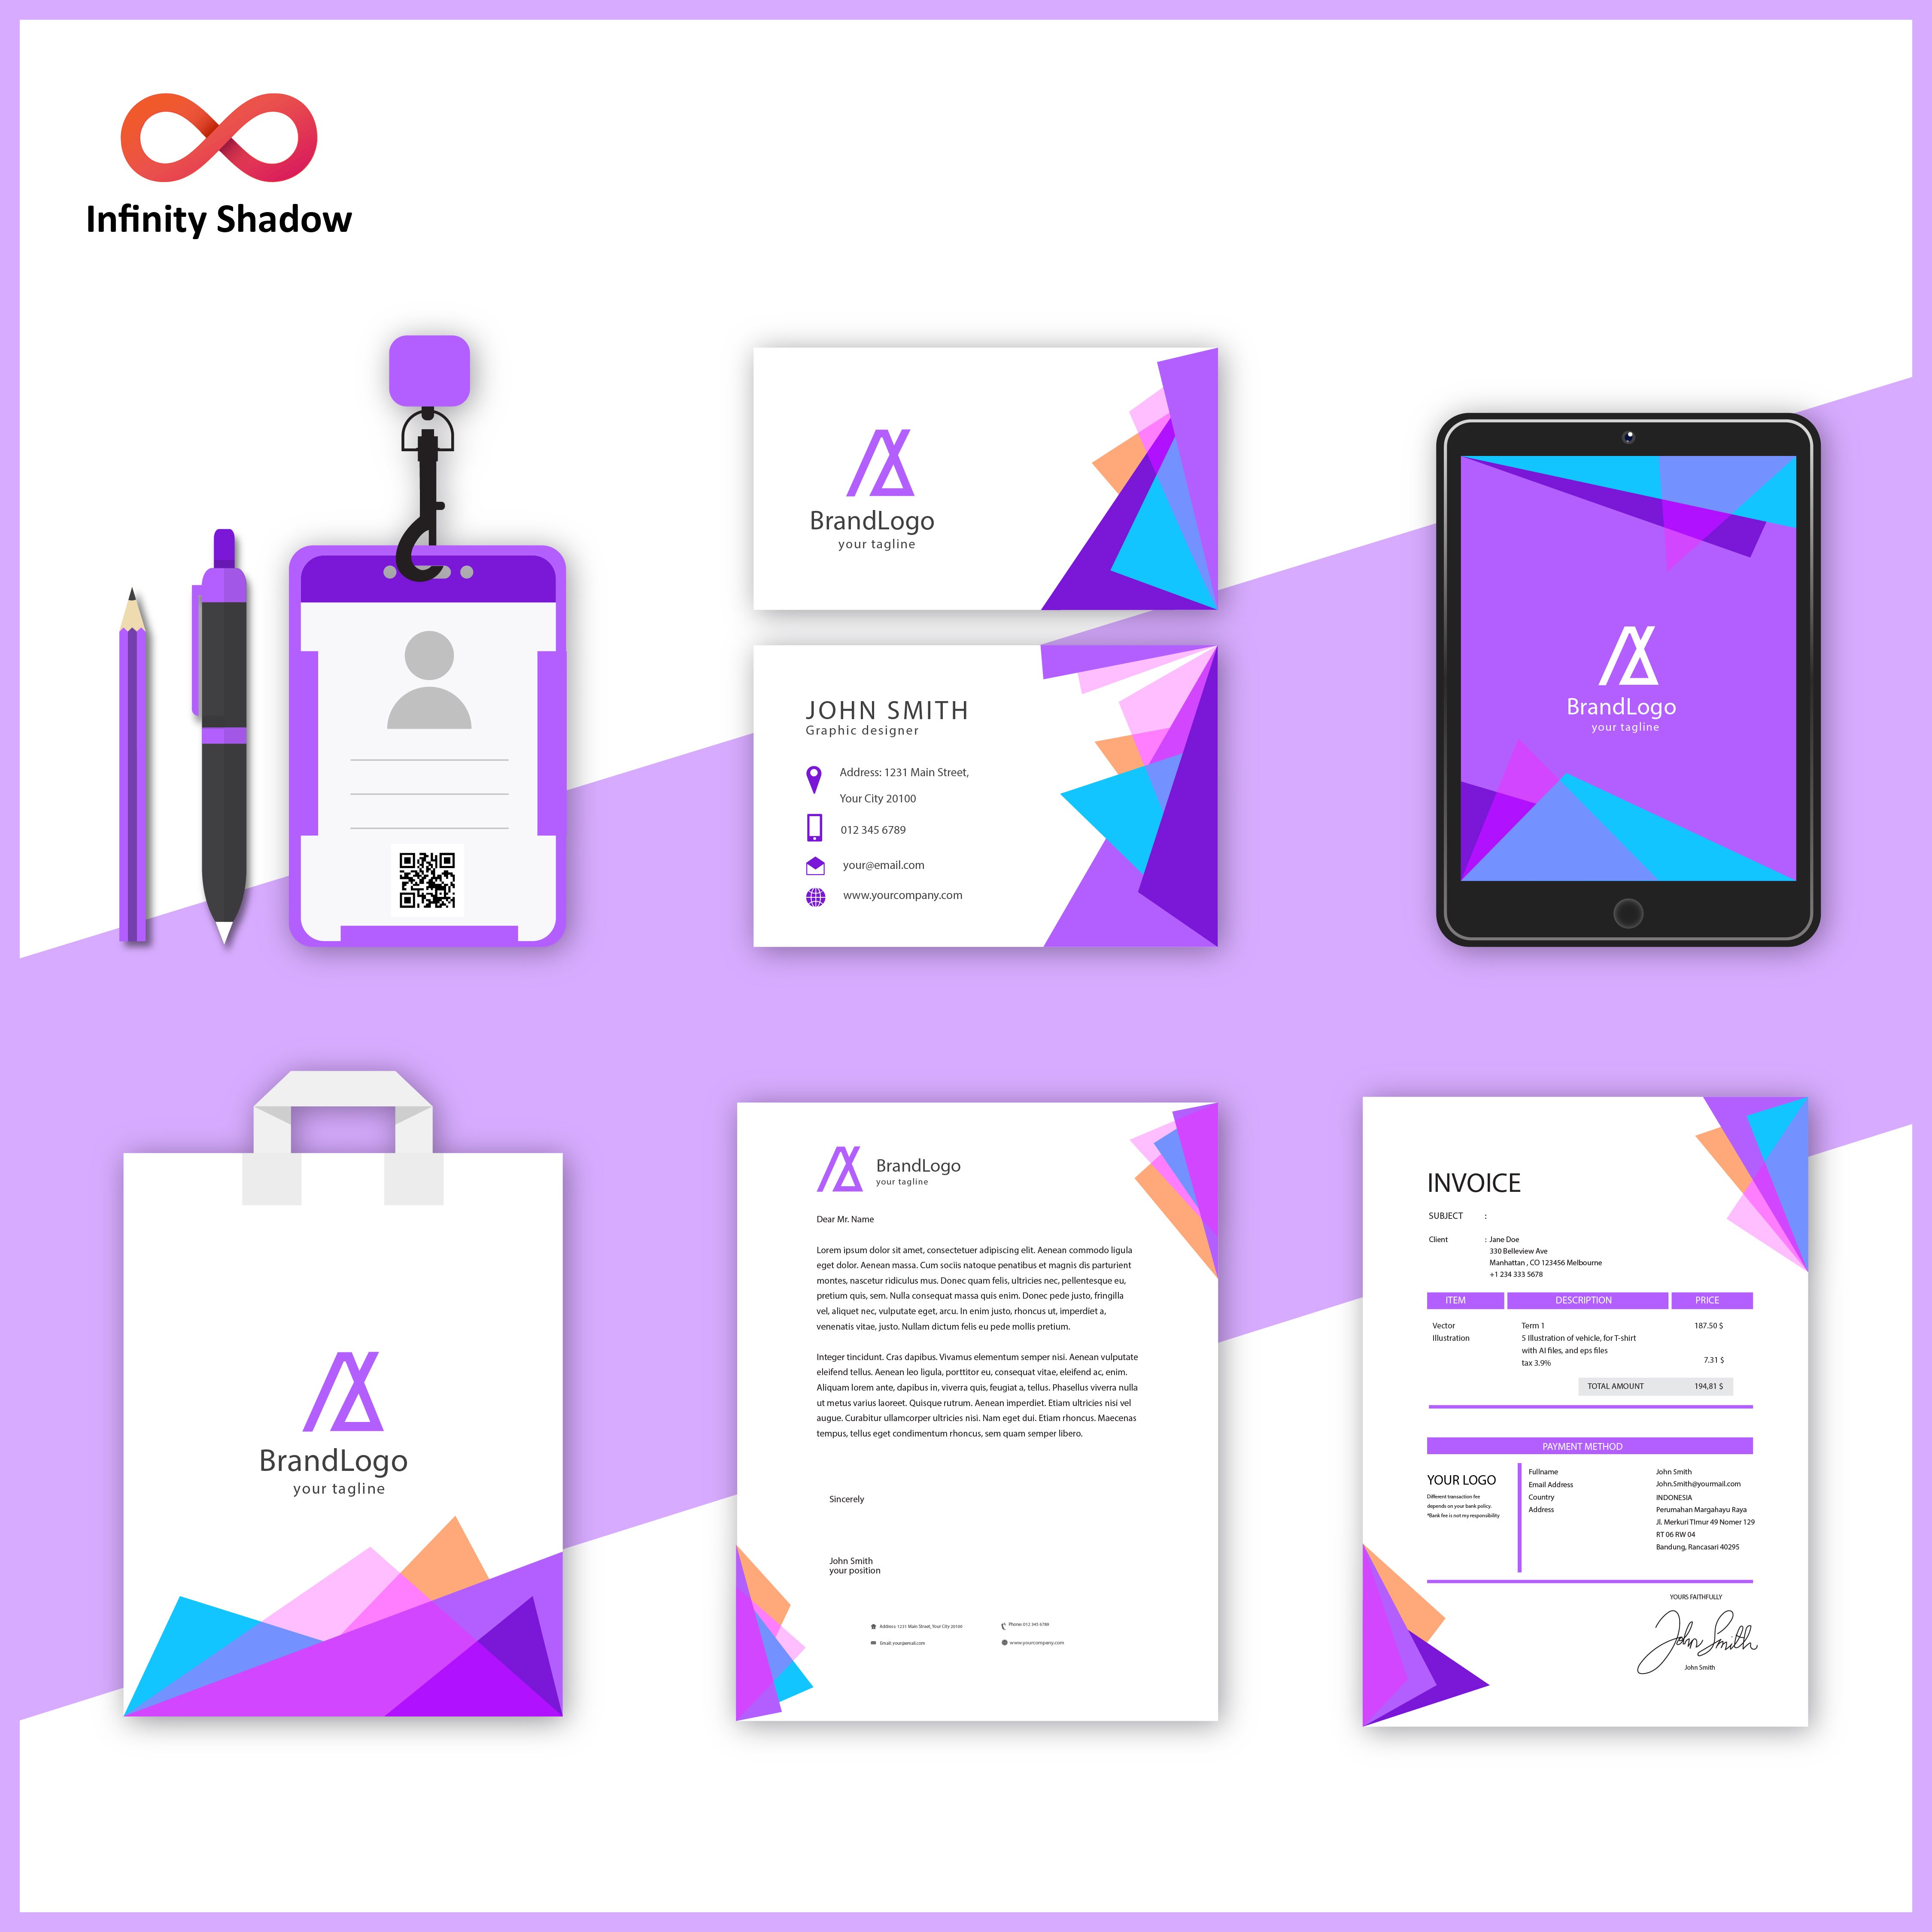 Infinity Shadow
BrandLogo
your tagline
JOHN SMITH
Graphic designer
Address: 1231 Main Street,
Your City 20100
012 345 6789
your@email.com
www.yourcompany.com
BrandLogo
your tagline
BrandLogo
your tagline
BrandLogo
your tagline
Dear Mr. Name
Lorem ipsum dolor sit amet, consectetuer adipiscing elit. Aenean commodo ligula
eget dolor. Aenean massa. Cum sociis natoque penatibus et magnis dis parturient
montes, nascetur ridiculus mus. Donec quam felis, ultricies nec, pellentesque eu,
pretium quis, sem. Nulla consequat massa quis enim. Donec pede justo, fringilla
vel, aliquet nec, vulputate eget, arcu. In enim justo, rhoncus ut, imperdiet a,
venenatis vitae, justo. Nullam dictum felis eu pede mollis pretium.
Integer tincidunt. Cras dapibus. Vivamus elementum semper nisi. Aenean vulputate
eleifend tellus. Aenean leo ligula, porttitor eu, consequat vitae, eleifend ac, enim.
Aliquam lorem ante, dapibus in, viverra quis, feugiat a, tellus. Phasellus viverra nulla
ut metus varius laoreet. Quisque rutrum. Aenean imperdiet. Etiam ultricies nisi vel
augue. Curabitur ullamcorper ultricies nisi. Nam eget dui. Etiam rhoncus. Maecenas
tempus, tellus eget condimentum rhoncus, sem quam semper libero.
Sincerely
John Smith
your position
Address: 1231 Main Street, Your City 20100
Phone: 012 345 6789
Email: your@email.com
www.yourcompany.com
INVOICE
SUBJECT :
Client : Jane Doe
330 Belleview Ave
Manhattan , CO 123456 Melbourne
+1 234 333 5678
ITEM DESCRIPTION PRICE
Vector Term 1 187.50 $
Illustration 5 Illustration of vehicle, for T-shirt
with AI files, and eps files
tax 3.9% 7.31 $
TOTAL AMOUNT 194,81 $
PAYMENT METHOD
YOUR LOGO
Different transaction fee
depends on your bank policy.
*Bank fee is not my responsibility
Fullname John Smith
Email Address John.Smith@yourmail.com
Country INDONESIA
Address Perumahan Margahayu Raya
Jl. Merkuri TImur 49 Nomer 129
RT 06 RW 04
Bandung, Rancasari 40295
YOURS FAITHFULLY
John Smith
John Smith